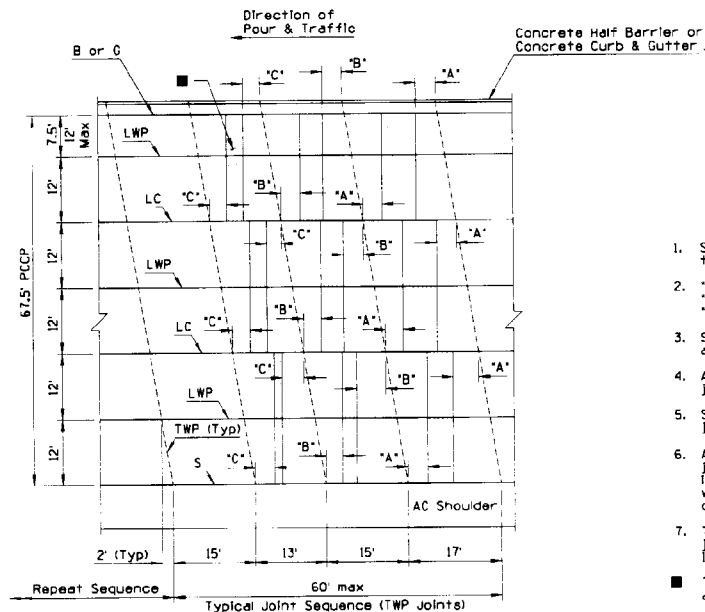 Direction of
Pour & Traffic
Concrete Half Barrier or
Concrete Curb & Gutter
B or G
"C"
"B"
"A"
7.5'
12'
Max
LWP
12'
"C"
"B"
"A"
LC
67.5' PCCP
12'
"C"
"B"
"A"
LWP
12'
"C"
"B"
"A"
LC
12'
"C"
"B"
"A"
LWP
TWP (Typ)
12'
"C"
"B"
"A"
S
AC Shoulder
2' (Typ)
15'
13'
15'
17'
Repeat Sequence
60' max
Typical Joint Sequence (TWP Joints)
1.
2.
3.
4.
5.
6.
7.